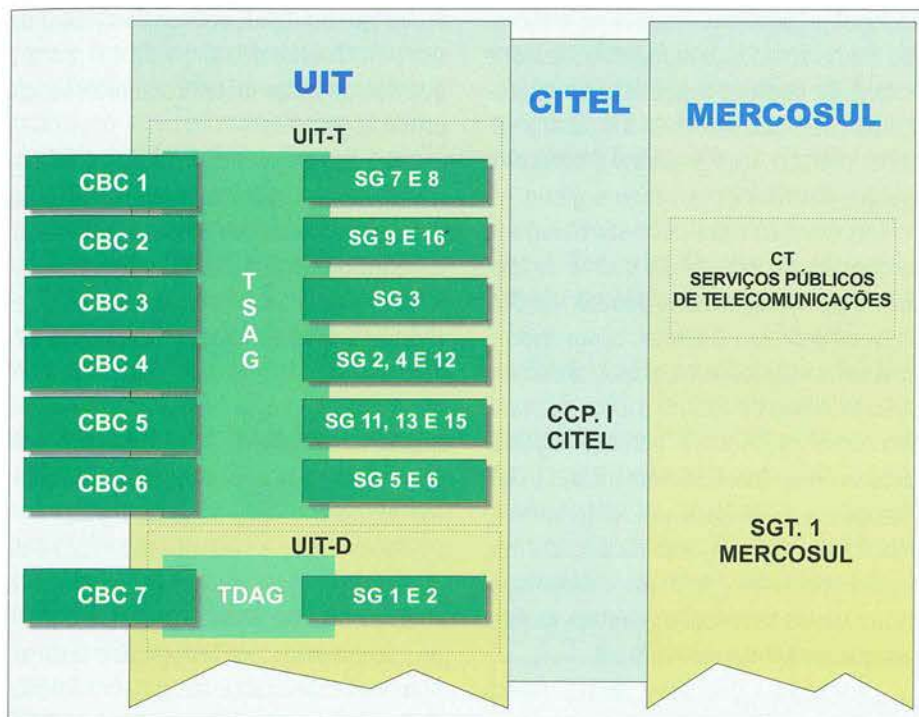 UIT
CITEL
MERCOSUL
UIT-T
CBC 1
SG 7 E 8
CBC 2
SG 9 E 16
CBC 3
SG 3
CBC 4
SG 2, 4 E 12
CBC 5
SG 11, 13 E 15
CBC 6
SG 5 E 6
TSAG
UIT-D
CBC 7
TDAG
SG 1 E 2
CCP. I
CITEL
CT
SERVIÇOS PÚBLICOS
DE TELECOMUNICAÇÕES
SGT. 1
MERCOSUL